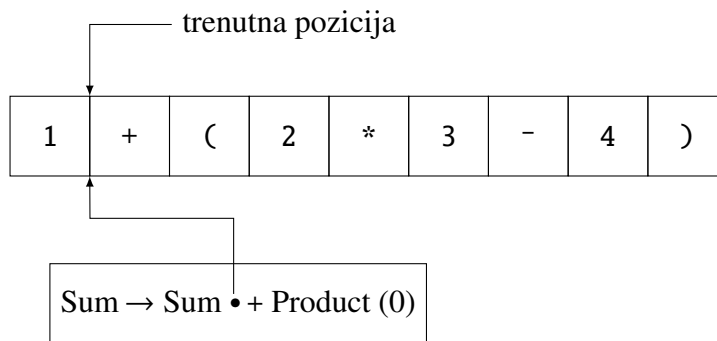 trenutna pozicija
1 + ( 2 * 3 - 4 )
Sum → Sum • + Product (0)